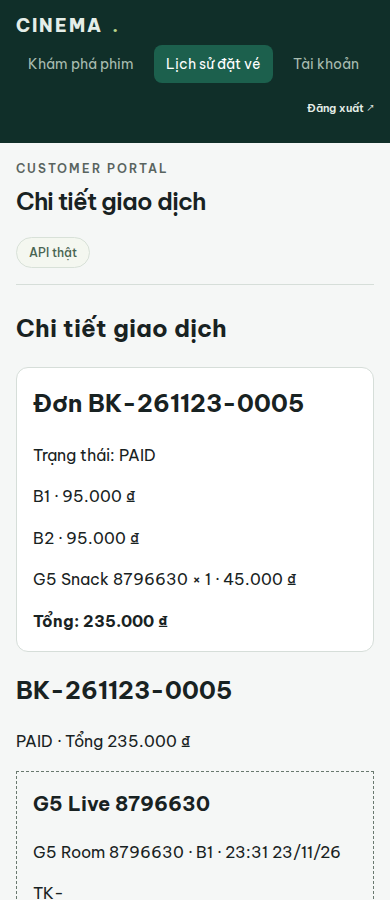 CINEMA .
Khám phá phim Lịch sử đặt vé Tài khoản
Đăng xuất ↗
CUSTOMER PORTAL
Chi tiết giao dịch
API thật
Chi tiết giao dịch
Đơn BK-261123-0005
Trạng thái: PAID
B1 · 95.000 ₫
B2 · 95.000 ₫
G5 Snack 8796630 × 1 · 45.000 ₫
Tổng: 235.000 ₫
BK-261123-0005
PAID · Tổng 235.000 ₫
G5 Live 8796630
G5 Room 8796630 · B1 · 23:31 23/11/26
TK-